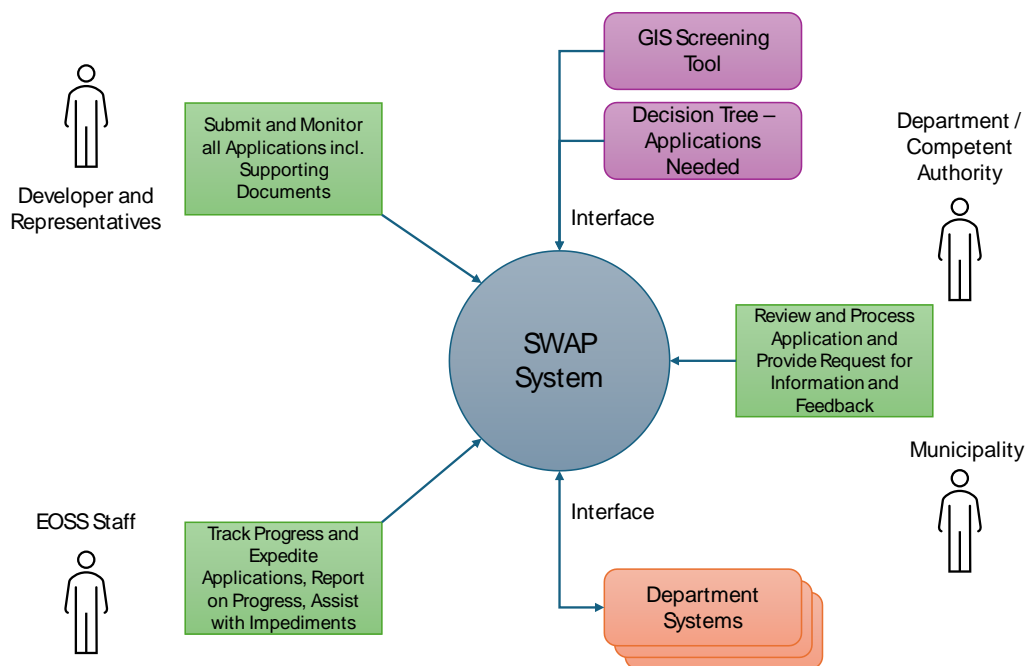 GIS Screening
Tool
Decision Tree –
Applications
Needed
Department /
Competent
Authority
Submit and Monitor
all Applications incl.
Supporting
Documents
Developer and
Representatives
Interface
SWAP
System
Review and Process
Application and
Provide Request for
Information and
Feedback
Municipality
EOSS Staff
Track Progress and
Expedite
Applications, Report
on Progress, Assist
with Impediments
Interface
Department
Systems